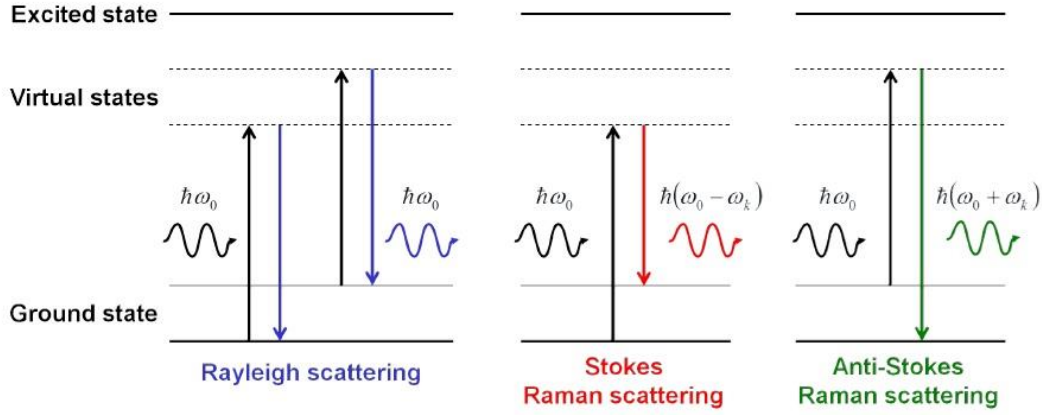 Excited state
Virtual states
ħω₀
ħω₀
ħω₀
ħ(ω₀ − ωₖ)
ħω₀
ħ(ω₀ + ωₖ)
Ground state
Rayleigh scattering
Stokes
Raman scattering
Anti-Stokes
Raman scattering